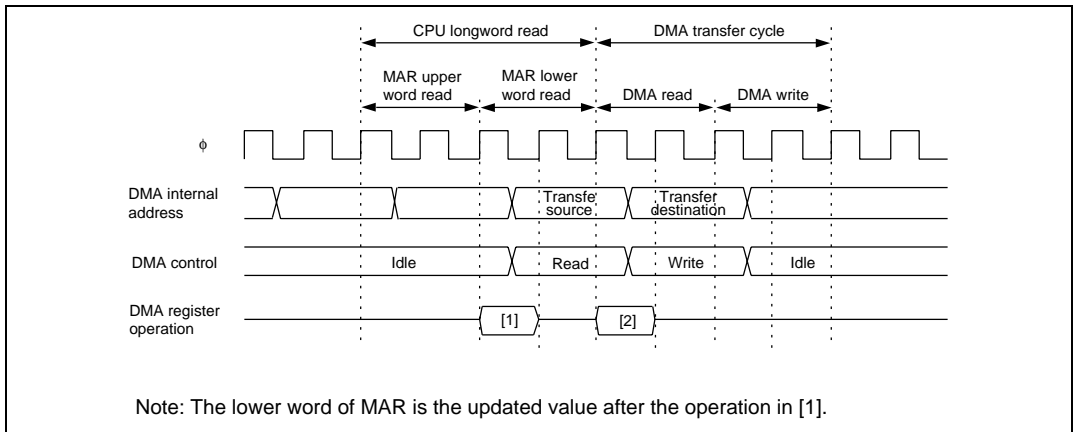 CPU longword read
DMA transfer cycle
MAR upper
word read
MAR lower
word read
DMA read
DMA write
ϕ
DMA internal
address
Transfe
source
Transfer
destination
DMA control
Idle
Read
Write
Idle
DMA register
operation
[1]
[2]
Note: The lower word of MAR is the updated value after the operation in [1].